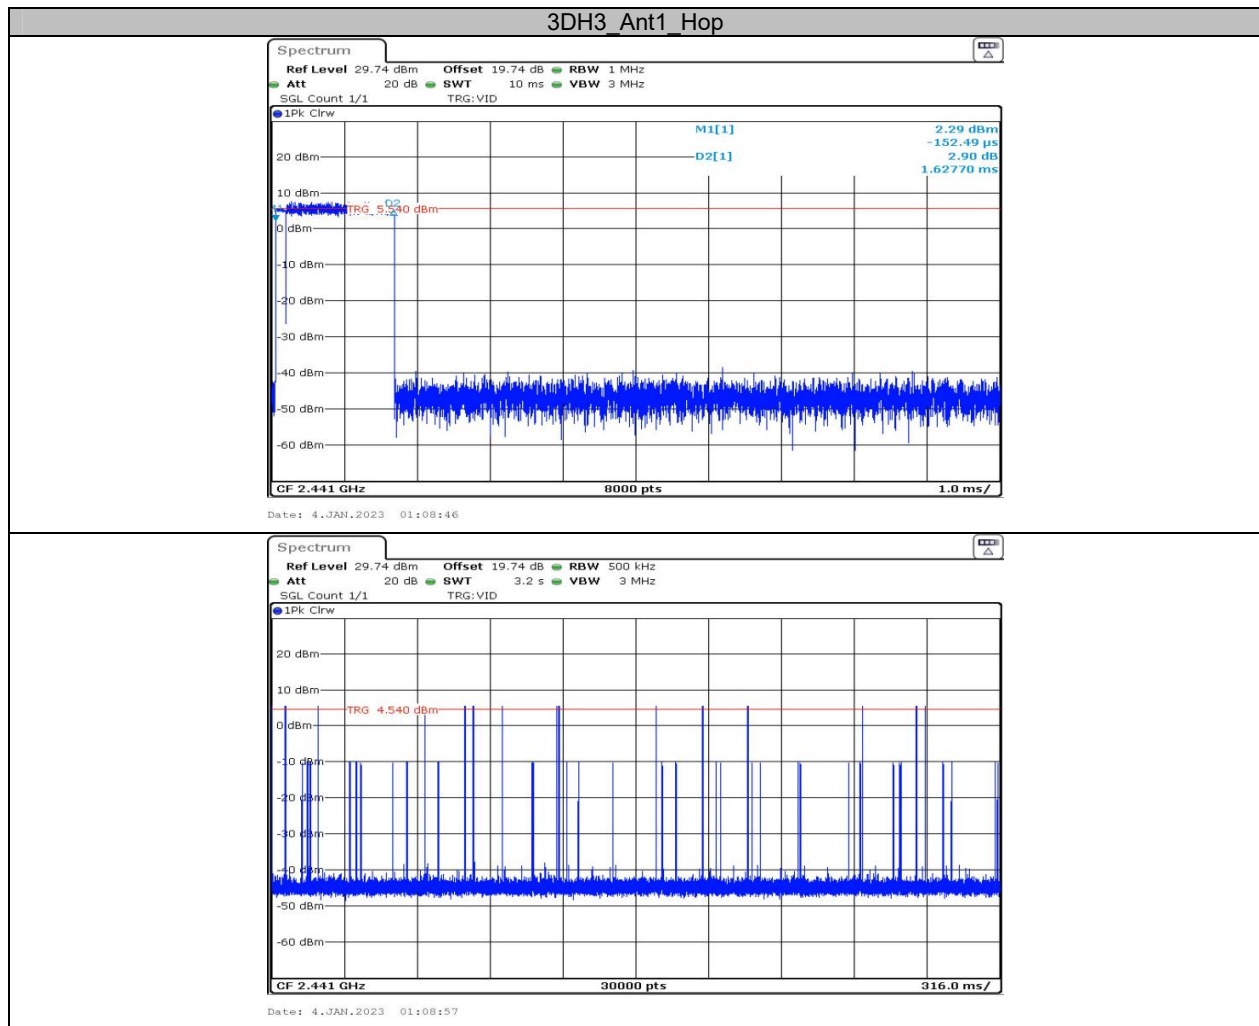 3DH3_Ant1_Hop
Spectrum
Ref Level 29.74 dBm Offset 19.74 dB RBW 1 MHz
Att 20 dB SWT 10 ms VBW 3 MHz
SGL Count 1/1 TRG:VID
1Pk Clrw
M1[1] 2.29 dBm
-152.49 µs
20 dBm D2[1] 2.90 dB
1.62770 ms
10 dBm
D2
TRG 5.540 dBm
0 dBm
-10 dBm
-20 dBm
-30 dBm
-40 dBm
-50 dBm
-60 dBm
CF 2.441 GHz 8000 pts 1.0 ms/
Date: 4.JAN.2023 01:08:46
Spectrum
Ref Level 29.74 dBm Offset 19.74 dB RBW 500 kHz
Att 20 dB SWT 3.2 s VBW 3 MHz
SGL Count 1/1 TRG:VID
1Pk Clrw
20 dBm
10 dBm
TRG 4.540 dBm
0 dBm
-10 dBm
-20 dBm
-30 dBm
-40 dBm
-50 dBm
-60 dBm
CF 2.441 GHz 30000 pts 316.0 ms/
Date: 4.JAN.2023 01:08:57